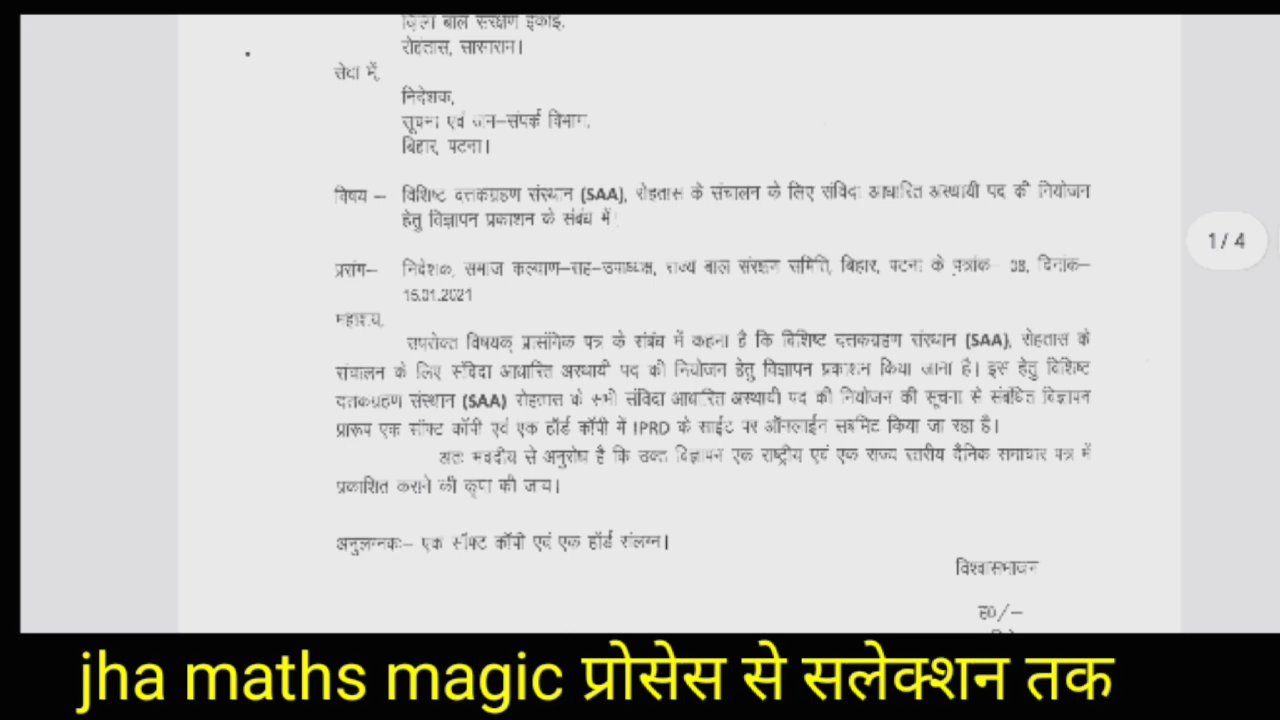 जिला बाल संरक्षण इकाई,
रोहतास, सासाराम।
सेवा में,
निदेशक,
सूचना एवं जन–संपर्क विभाग,
बिहार, पटना।
विषय – विशिष्ट दत्तकग्रहण संस्थान (SAA), रोहतास के संचालन के लिए संविदा आधारित अस्थायी पद की नियोजन
हेतु विज्ञापन प्रकाशन के संबंध में।
प्रसंग– निदेशक, समाज कल्याण–सह–उपाध्यक्ष, राज्य बाल संरक्षण समिति, बिहार, पटना के पत्रांक– 08, दिनांक–
15.01.2021
1/4
महाशय,
उपरोक्त विषयक् प्रासंगिक पत्र के संबंध में कहना है कि विशिष्ट दत्तकग्रहण संस्थान (SAA), रोहतास के
संचालन के लिए संविदा आधारित अस्थायी पद की नियोजन हेतु विज्ञापन प्रकाशन किया जाना है। इस हेतु विशिष्ट
दत्तकग्रहण संस्थान (SAA) रोहतास के सभी संविदा आधारित अस्थायी पद की नियोजन की सूचना से संबंधित विज्ञापन
प्रारूप एक सॉफ्ट कॉपी एवं एक हॉर्ड कॉपी में IPRD के साईट पर ऑनलाईन सबमिट किया जा रहा है।
अतः भवदीय से अनुरोध है कि उक्त विज्ञापन एक राष्ट्रीय एवं एक राज्य स्तरीय दैनिक समाचार पत्र में
प्रकाशित कराने की कृपा की जाय।
अनुलग्नकः– एक सॉफ्ट कॉपी एवं एक हॉर्ड संलग्न।
विश्वासभाजन
ह0/–
jha maths magic प्रोसेस से सलेक्शन तक